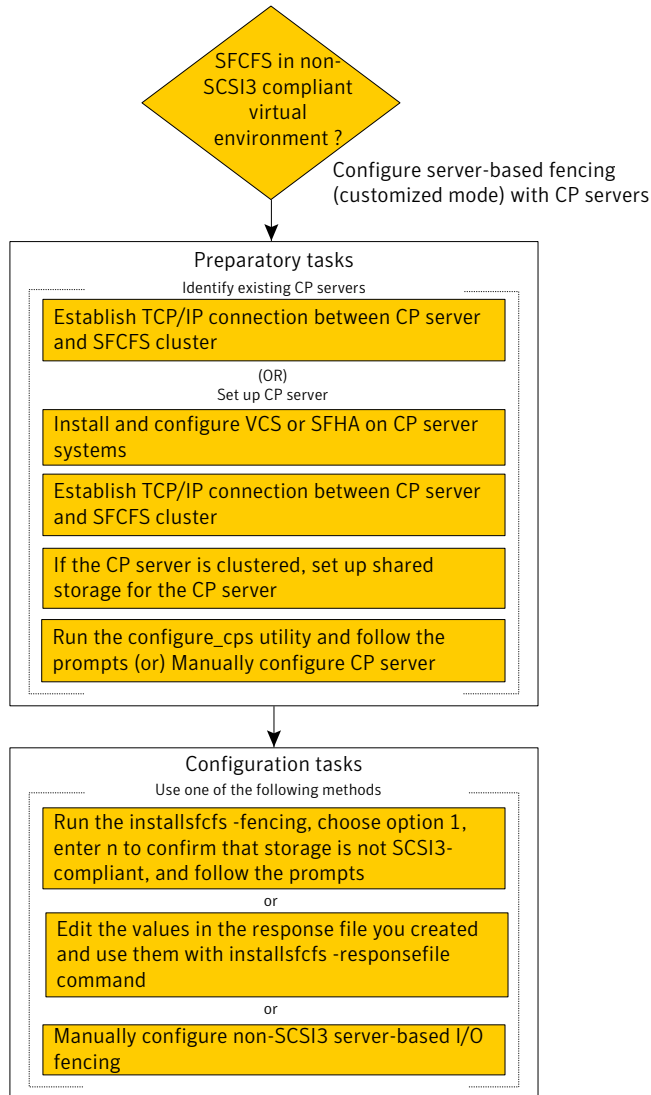 SFCFS in non-
SCSI3 compliant
virtual
environment ?
Configure server-based fencing
(customized mode) with CP servers
Preparatory tasks
Identify existing CP servers
Establish TCP/IP connection between CP server
and SFCFS cluster
(OR)
Set up CP server
Install and configure VCS or SFHA on CP server
systems
Establish TCP/IP connection between CP server
and SFCFS cluster
If the CP server is clustered, set up shared
storage for the CP server
Run the configure_cps utility and follow the
prompts (or) Manually configure CP server
Configuration tasks
Use one of the following methods
Run the installsfcfs -fencing, choose option 1,
enter n to confirm that storage is not SCSI3-
compliant, and follow the prompts
or
Edit the values in the response file you created
and use them with installsfcfs -responsefile
command
or
Manually configure non-SCSI3 server-based I/O
fencing